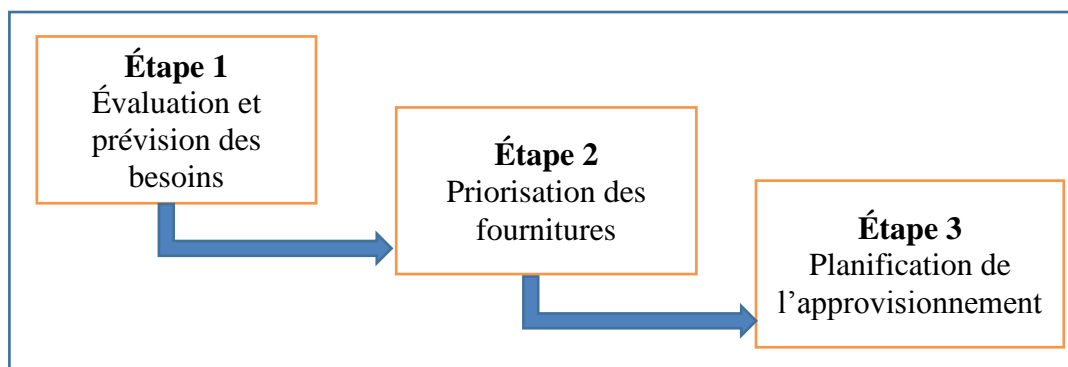 Étape 1
Évaluation et
prévision des
besoins
Étape 2
Priorisation des
fournitures
Étape 3
Planification de
l’approvisionnement